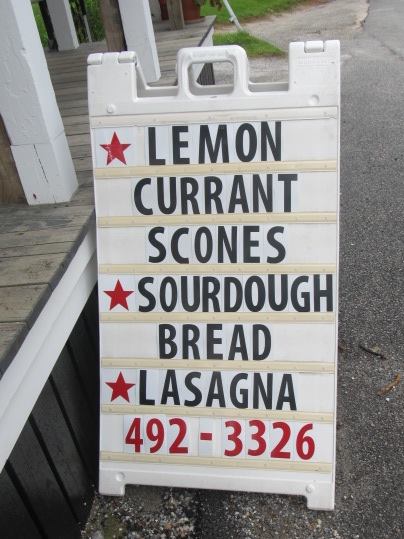 ★ LEMON
CURRANT
SCONES
★ SOURDOUGH
BREAD
★ LASAGNA
492-3326